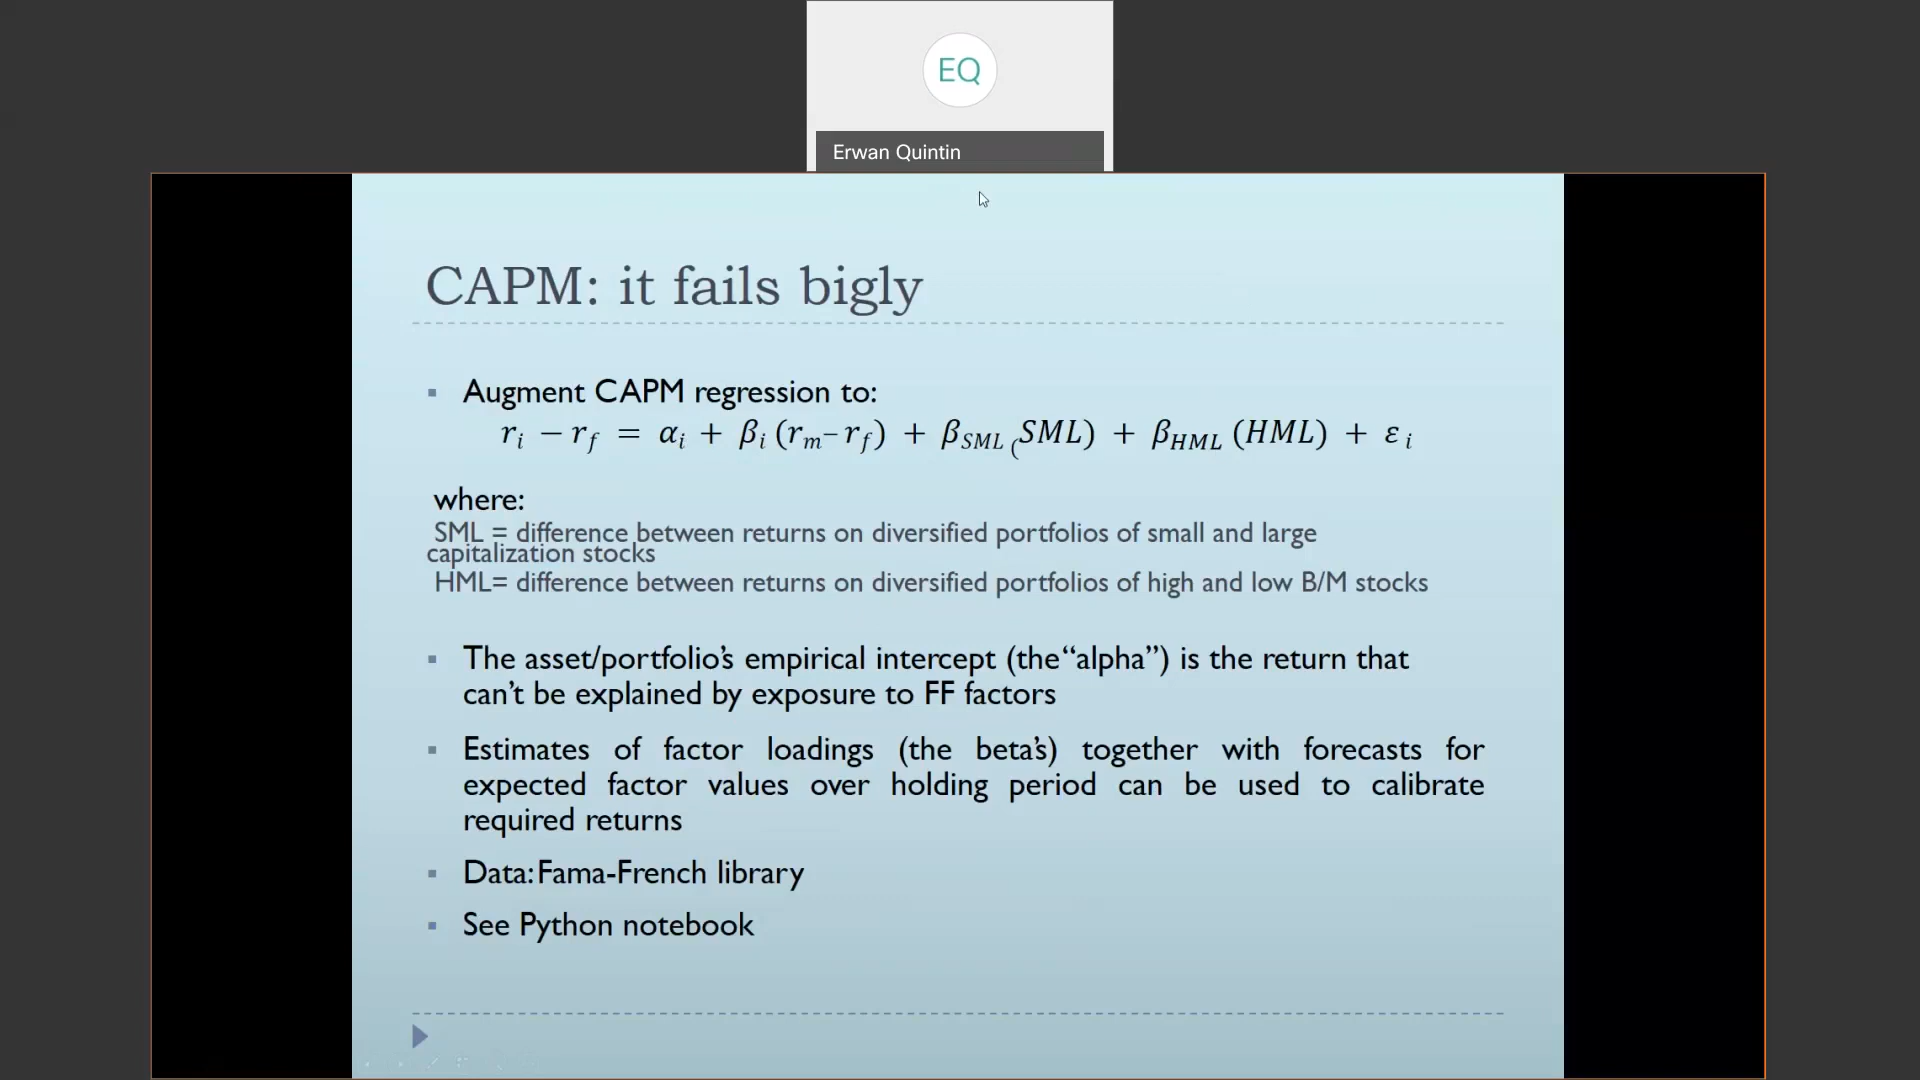 EQ
Erwan Quintin
CAPM: it fails bigly
▪ Augment CAPM regression to:
r_i − r_f = α_i + β_i (r_m− r_f) + β_SML (SML) + β_HML (HML) + ε_i
where:
SML = difference between returns on diversified portfolios of small and large
capitalization stocks
HML= difference between returns on diversified portfolios of high and low B/M stocks
▪ The asset/portfolio’s empirical intercept (the “alpha”) is the return that
can’t be explained by exposure to FF factors
▪ Estimates of factor loadings (the beta’s) together with forecasts for
expected factor values over holding period can be used to calibrate
required returns
▪ Data: Fama-French library
▪ See Python notebook